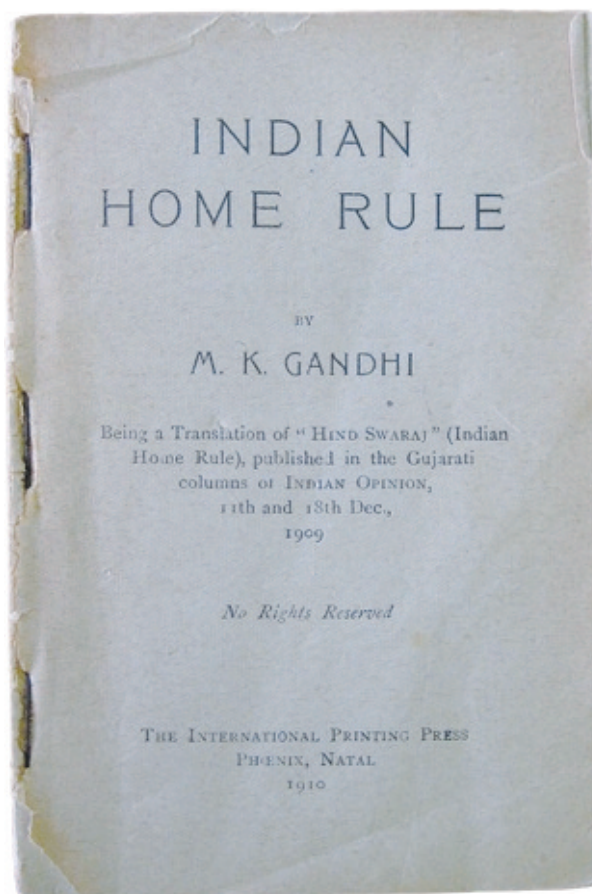 INDIAN
HOME RULE
BY
M. K. GANDHI
Being a Translation of “ HIND SWARAJ ” (Indian
Home Rule), published in the Gujarati
columns of INDIAN OPINION,
11th and 18th Dec.,
1909
No Rights Reserved
THE INTERNATIONAL PRINTING PRESS
PHŒNIX, NATAL
1910